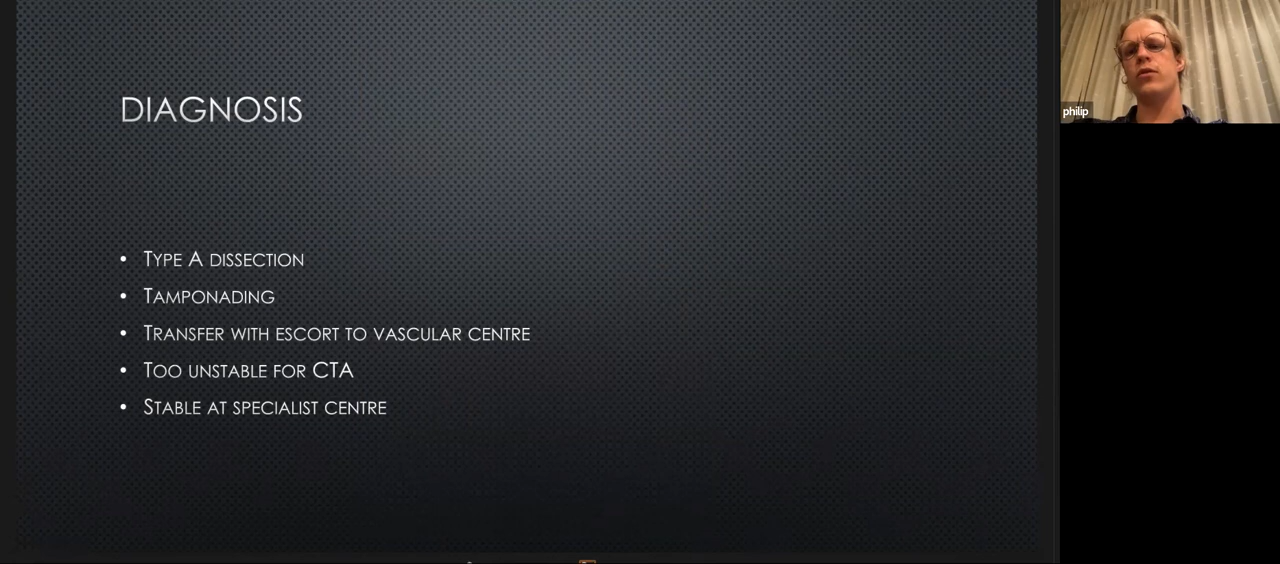 DIAGNOSIS
• TYPE A DISSECTION
• TAMPONADING
• TRANSFER WITH ESCORT TO VASCULAR CENTRE
• TOO UNSTABLE FOR CTA
• STABLE AT SPECIALIST CENTRE
philip